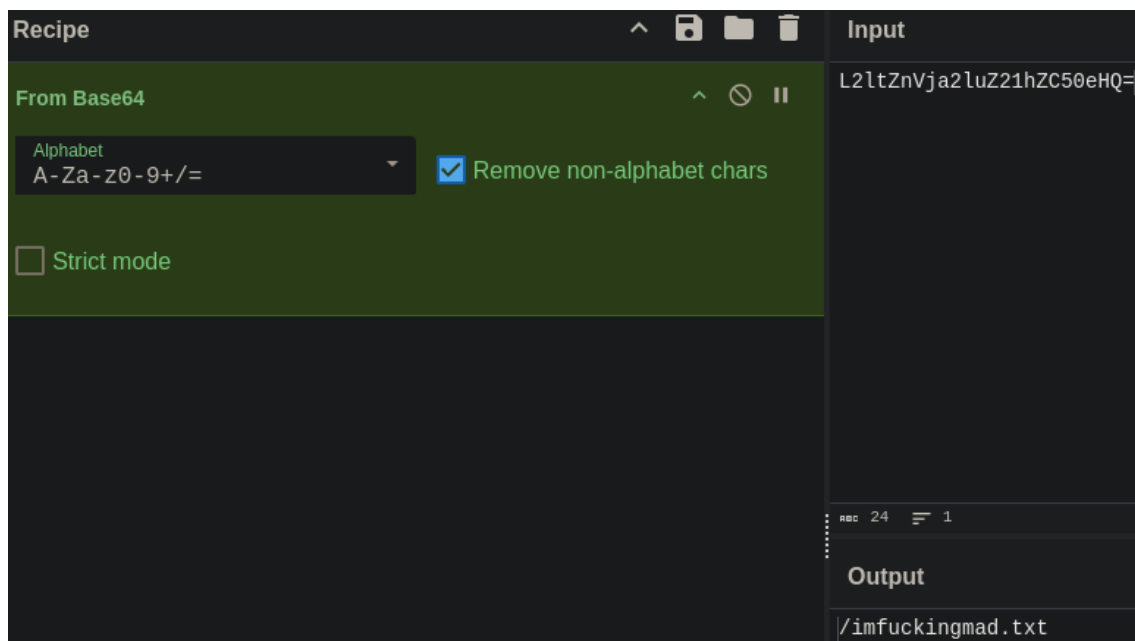 Recipe
From Base64
Alphabet
A-Za-z0-9+/=
Remove non-alphabet chars
Strict mode
Input
L2ltZnVja2luZ21hZC50eHQ=
ABC 24 1
Output
/imfuckingmad.txt